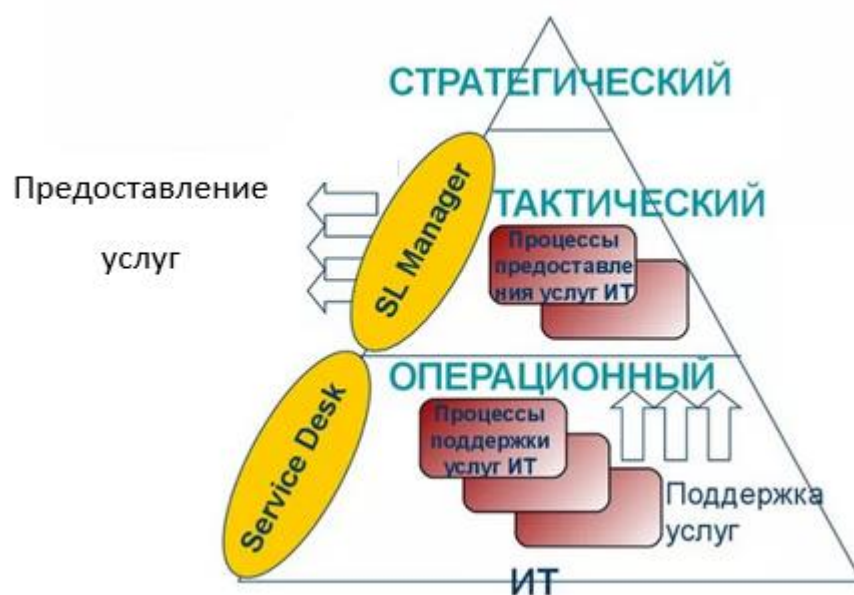 СТРАТЕГИЧЕСКИЙ
Предоставление
услуг
SL Manager
ТАКТИЧЕСКИЙ
Процессы
предоставле
ния услуг ИТ
Service Desk
ОПЕРАЦИОННЫЙ
Процессы
поддержки
услуг ИТ
Поддержка
услуг
ИТ